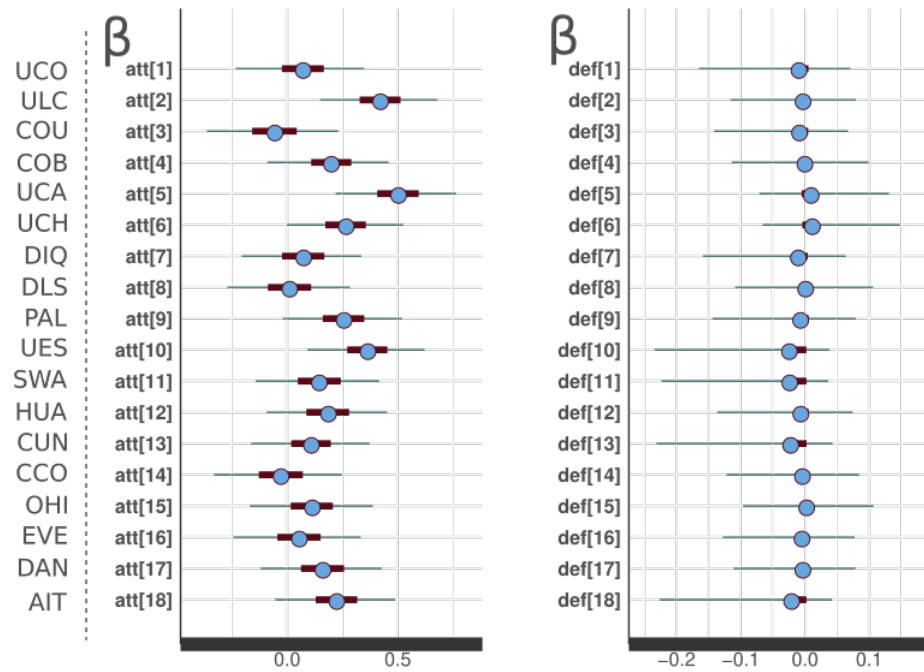 β β
UCO att[1] def[1]
ULC att[2] def[2]
COU att[3] def[3]
COB att[4] def[4]
UCA att[5] def[5]
UCH att[6] def[6]
DIQ att[7] def[7]
DLS att[8] def[8]
PAL att[9] def[9]
UES att[10] def[10]
SWA att[11] def[11]
HUA att[12] def[12]
CUN att[13] def[13]
CCO att[14] def[14]
OHI att[15] def[15]
EVE att[16] def[16]
DAN att[17] def[17]
AIT att[18] def[18]
0.0 0.5 −0.2 −0.1 0.0 0.1